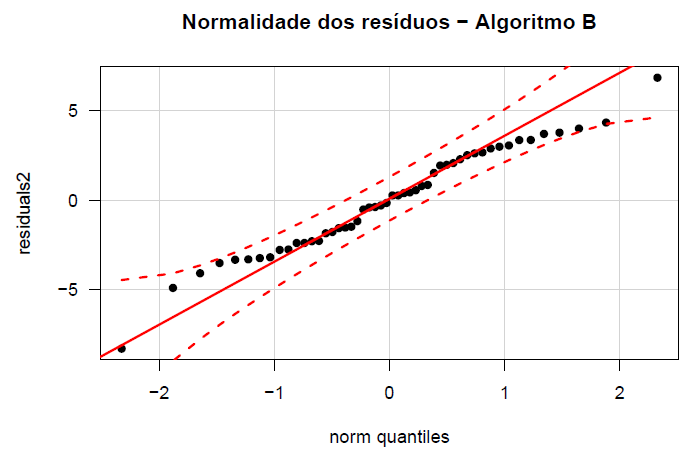 Normalidade dos resíduos − Algoritmo B
residuals2
5
0
−5
−2 −1 0 1 2
norm quantiles